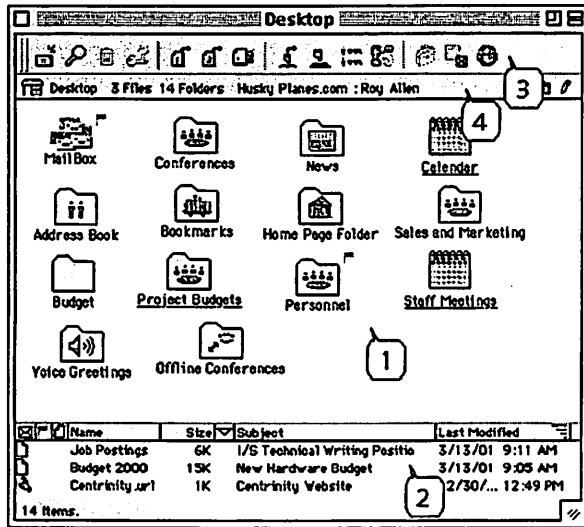 Desktop
3
Desktop 3 Files 14 Folders Husky Planes.com : Roy Allen
4
MailBox Conferences News Calender
Address Book Bookmarks Home Page Folder Sales and Marketing
Budget Project Budgets Personnel Staff Meetings
Voice Greetings Offline Conferences
1
Name Size Subject Last Modified
Job Postings 6K I/S Technical Writing Positio 3/13/01 9:11 AM
Budget 2000 15K New Hardware Budget 3/13/01 9:05 AM
Centrinity.url 1K Centrinity Website 2/30/... 12:49 PM
2
14 Items.